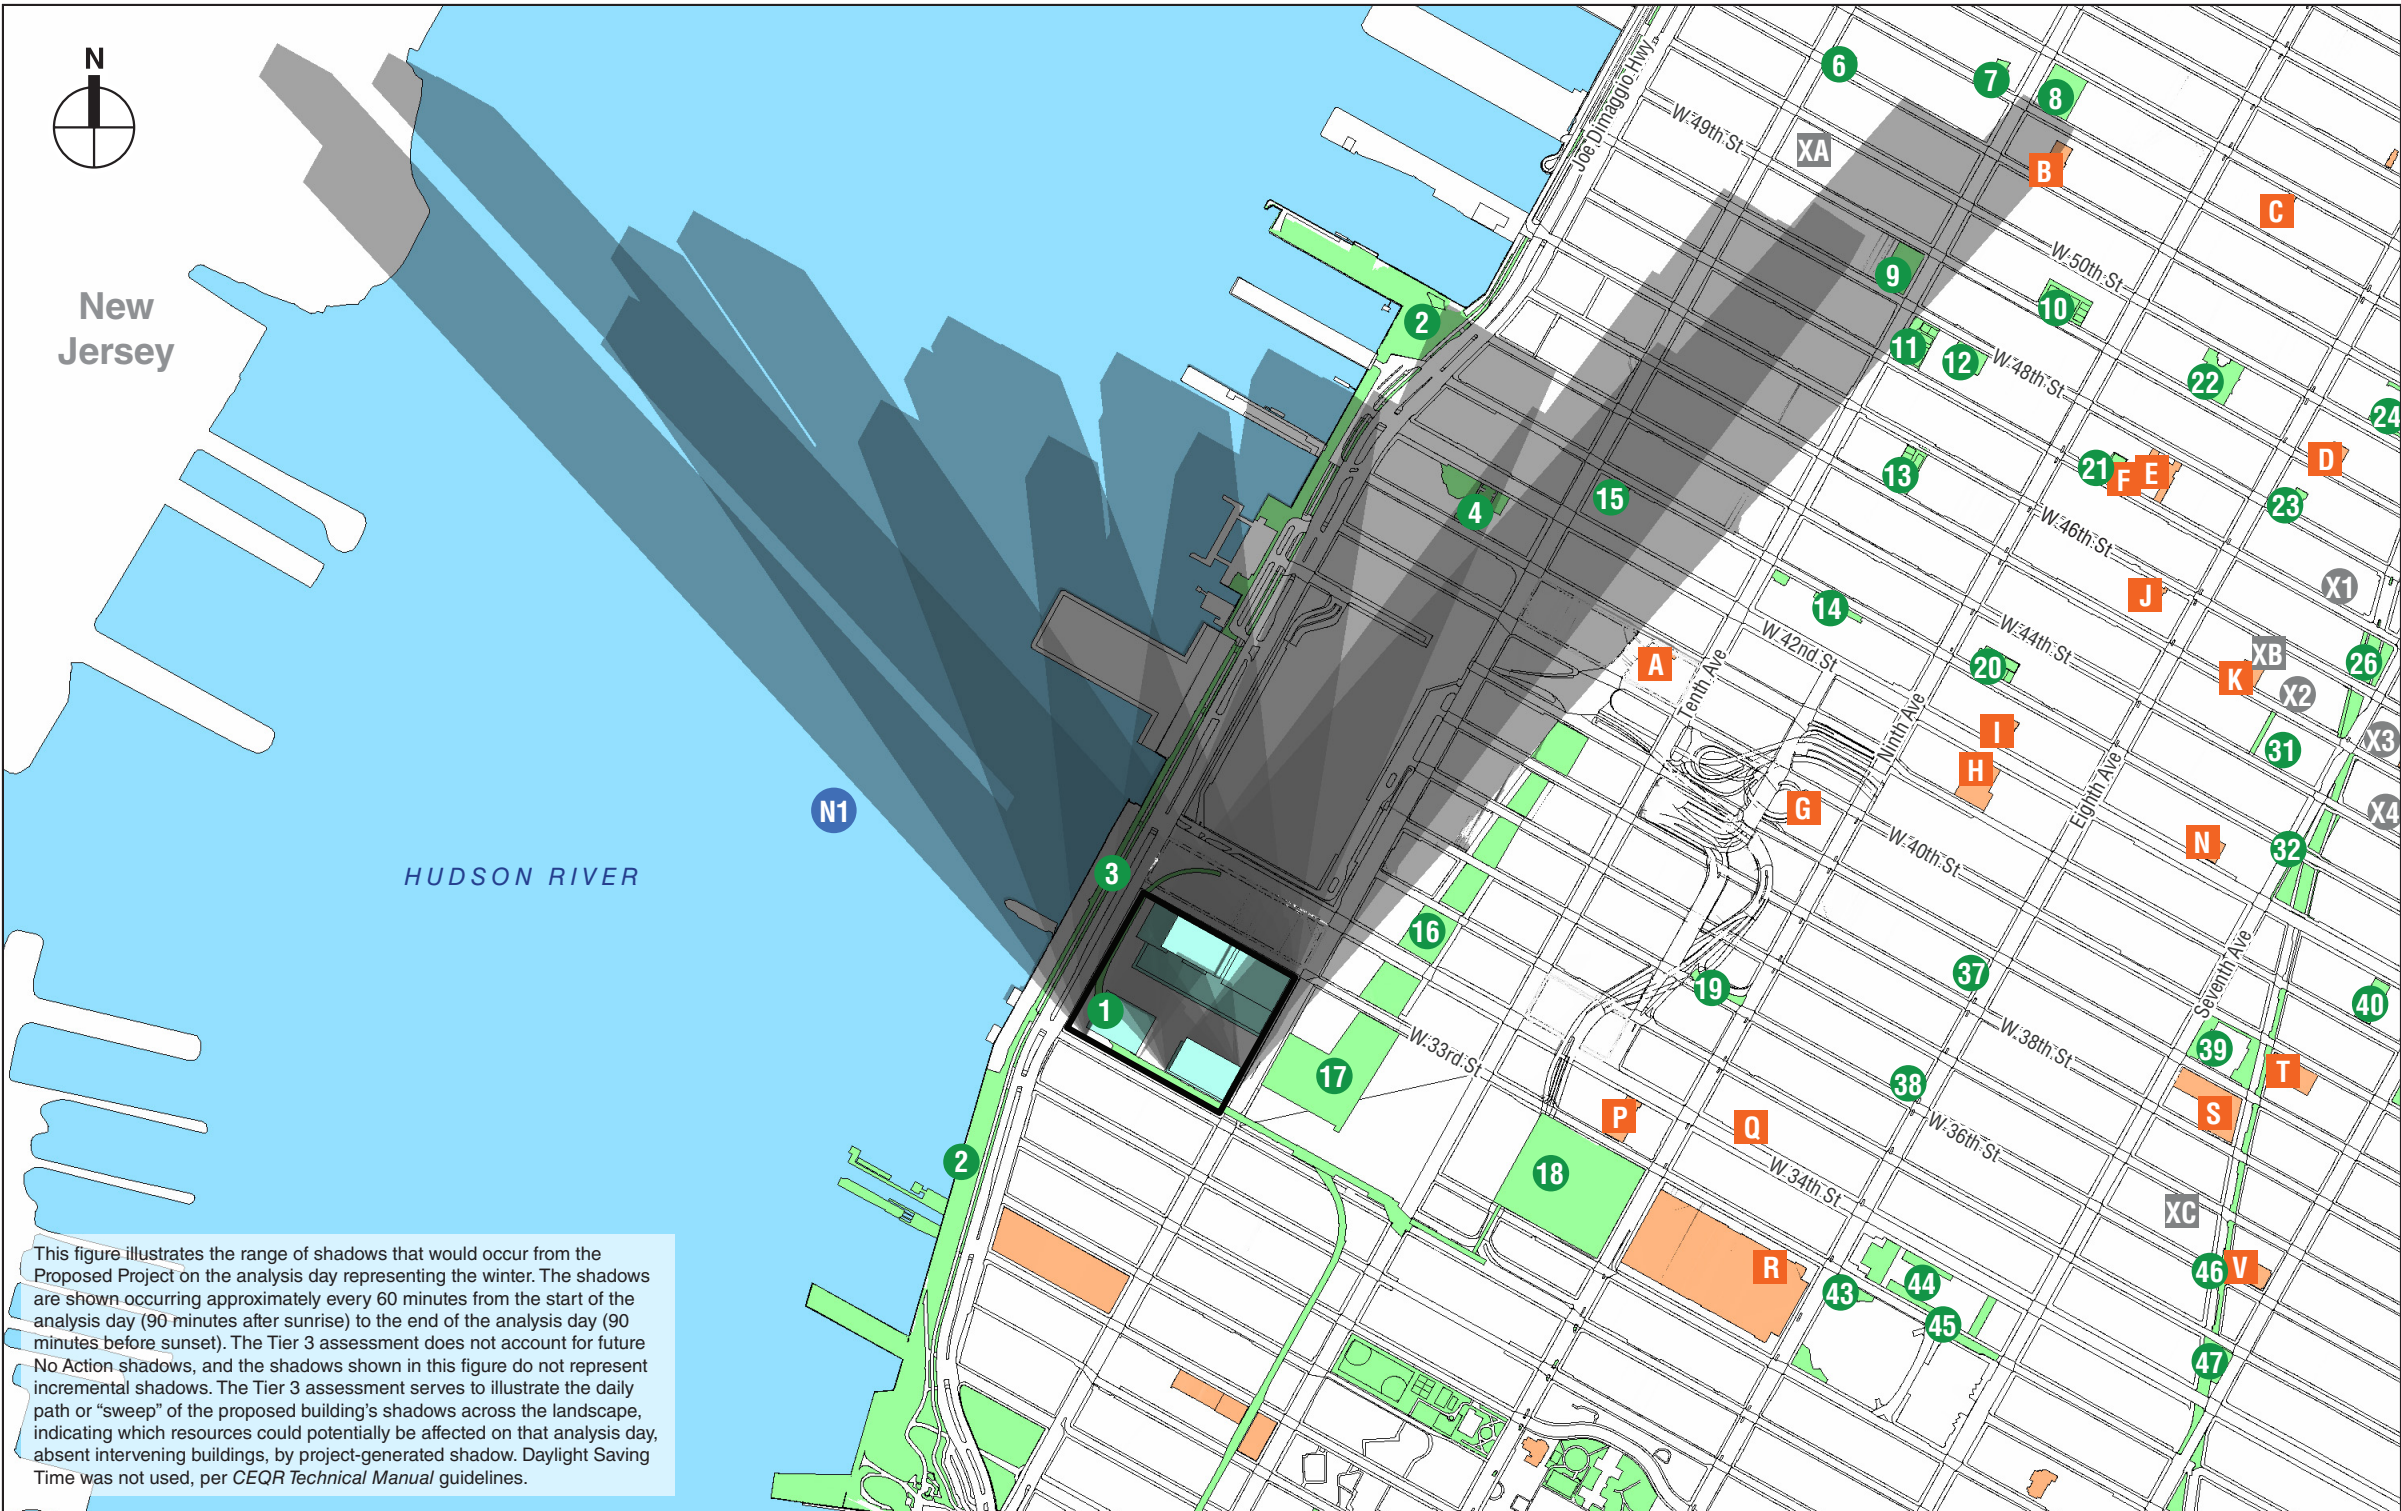 N
New
Jersey
HUDSON RIVER
N1
Joe Dimaggio Hwy
W 49th St
W 50th St
W 48th St
W 46th St
W 44th St
W 42nd St
W 40th St
W 38th St
W 36th St
W 34th St
W 33rd St
Tenth Ave
Ninth Ave
Eighth Ave
Seventh Ave
6
7
8
XA
B
C
9
10
2
11
12
22
24
13
21
F
E
D
23
4
15
14
J
X1
A
20
XB
26
K
X2
I
31
X3
H
G
X4
N
32
3
16
37
19
40
1
39
17
T
38
S
P
Q
2
18
XC
R
43
44
46
V
45
47
This figure illustrates the range of shadows that would occur from the
Proposed Project on the analysis day representing the winter. The shadows
are shown occurring approximately every 60 minutes from the start of the
analysis day (90 minutes after sunrise) to the end of the analysis day (90
minutes before sunset). The Tier 3 assessment does not account for future
No Action shadows, and the shadows shown in this figure do not represent
incremental shadows. The Tier 3 assessment serves to illustrate the daily
path or “sweep” of the proposed building’s shadows across the landscape,
indicating which resources could potentially be affected on that analysis day,
absent intervening buildings, by project-generated shadow. Daylight Saving
Time was not used, per CEQR Technical Manual guidelines.